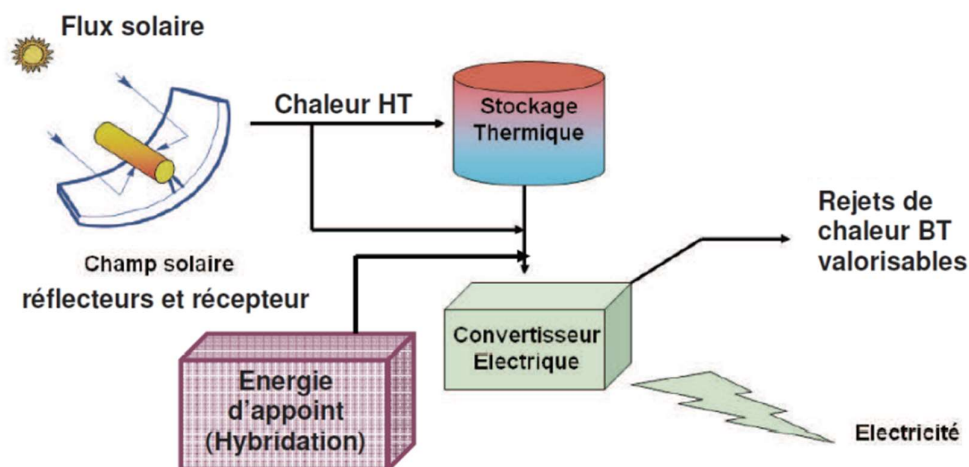 Flux solaire
Chaleur HT
Stockage
Thermique
Rejets de
chaleur BT
valorisables
Champ solaire
réflecteurs et récepteur
Convertisseur
Electrique
Energie
d'appoint
(Hybridation)
Electricité